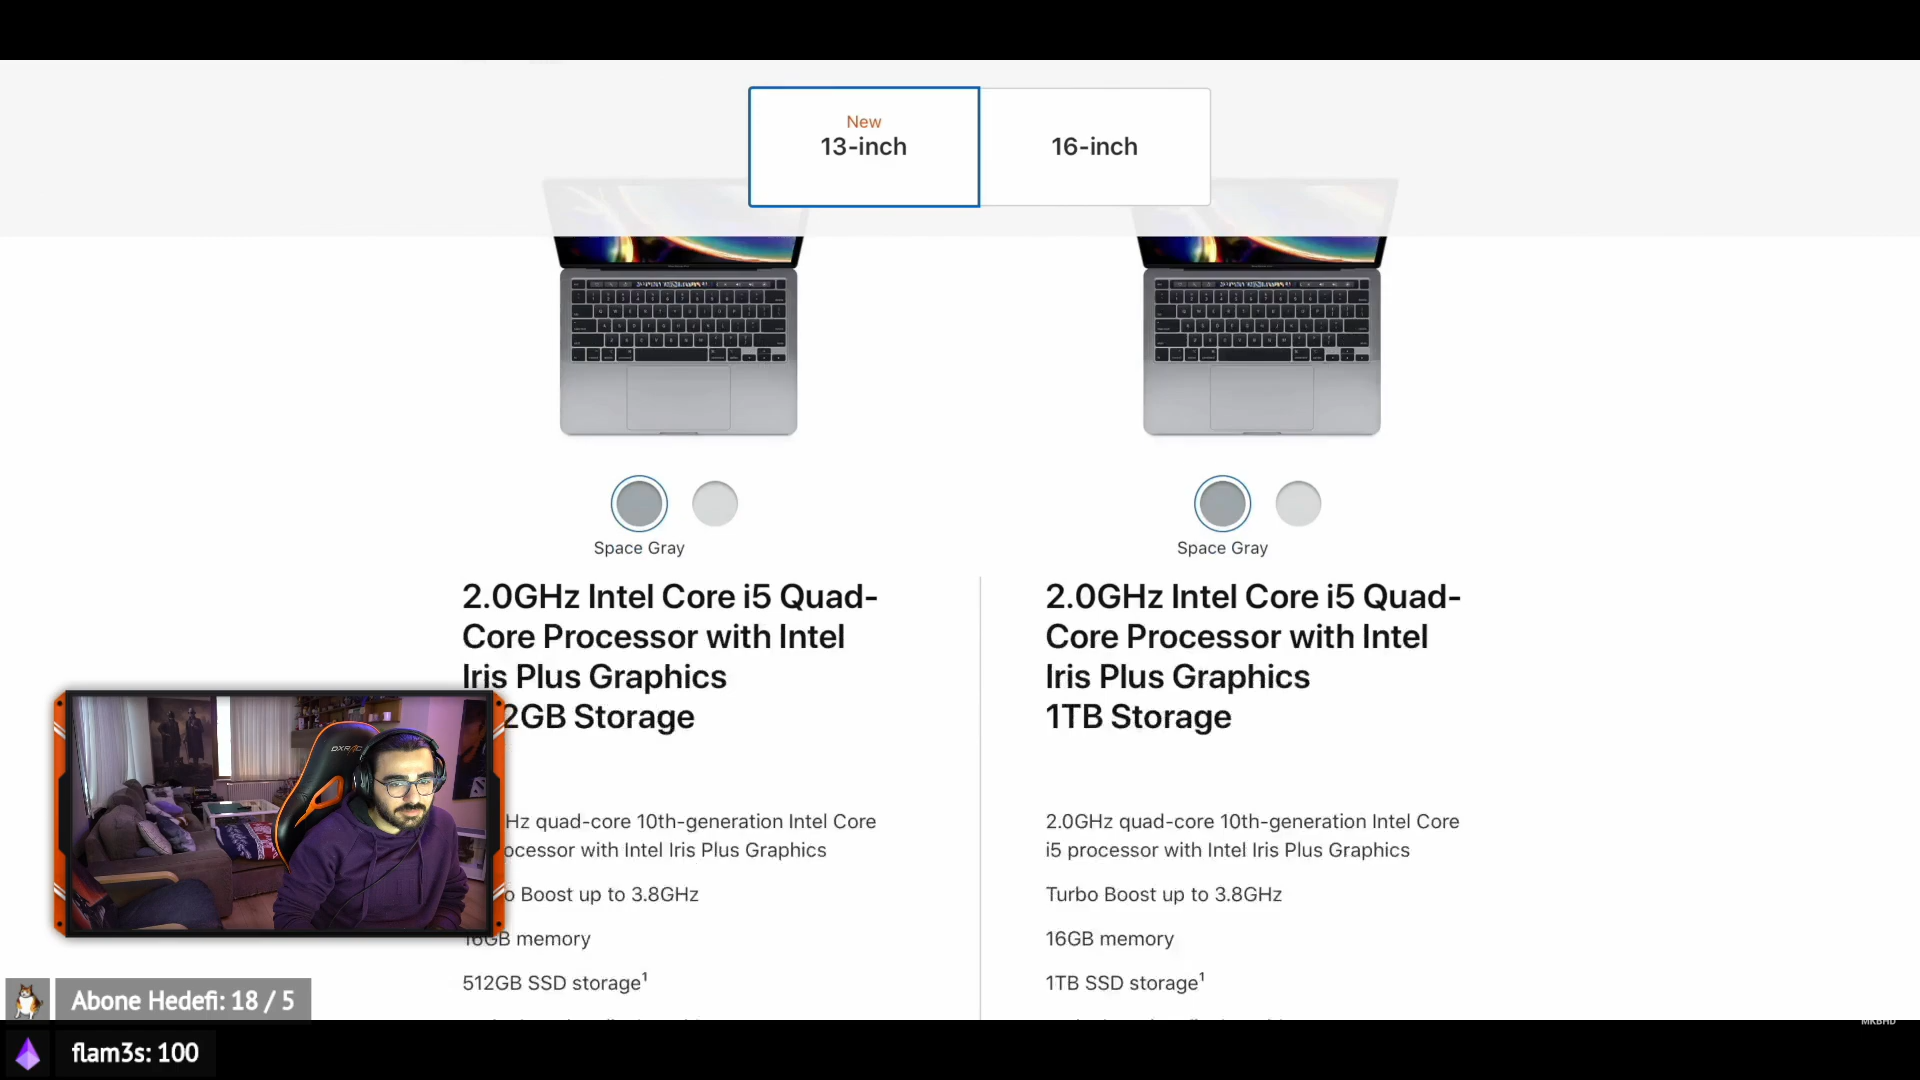 New
13-inch
16-inch
Space Gray
Space Gray
2.0GHz Intel Core i5 Quad-
Core Processor with Intel
Iris Plus Graphics
2GB Storage
2.0GHz Intel Core i5 Quad-
Core Processor with Intel
Iris Plus Graphics
1TB Storage
Hz quad-core 10th-generation Intel Core
ocessor with Intel Iris Plus Graphics
o Boost up to 3.8GHz
16GB memory
512GB SSD storage¹
2.0GHz quad-core 10th-generation Intel Core
i5 processor with Intel Iris Plus Graphics
Turbo Boost up to 3.8GHz
16GB memory
1TB SSD storage¹
Abone Hedefi: 18 / 5
flam3s: 100
MKBHD